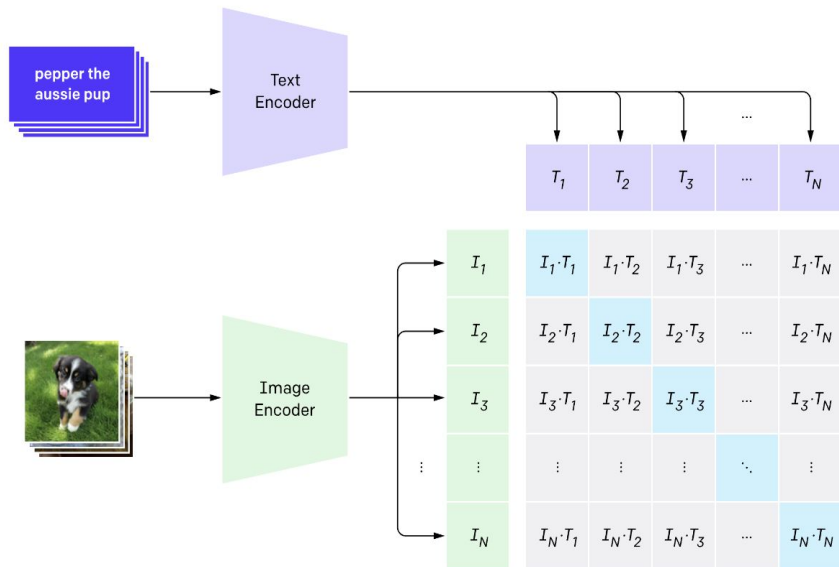 pepper the
aussie pup
Text
Encoder
...
T1 T2 T3 ... TN
I1 I1·T1 I1·T2 I1·T3 ... I1·TN
I2 I2·T1 I2·T2 I2·T3 ... I2·TN
I3 I3·T1 I3·T2 I3·T3 ... I3·TN
Image
Encoder
⋮ ⋮ ⋮ ⋮ ⋮ ⋱ ⋮
IN IN·T1 IN·T2 IN·T3 ... IN·TN